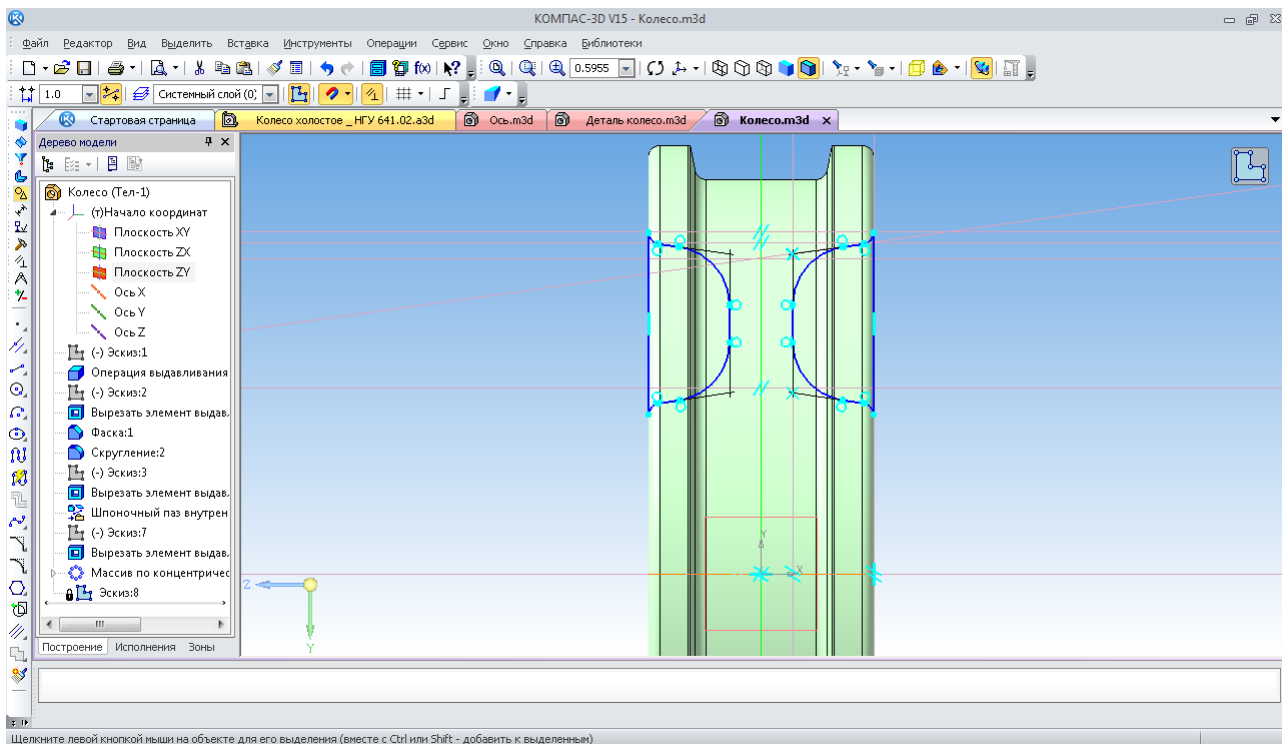 КОМПАС-3D V15 - Колесо.m3d
Файл Редактор Вид Выделить Вставка Инструменты Операции Сервис Окно Справка Библиотеки
0.5955
1.0 Системный слой (0)
Стартовая страница Колесо холостое _ НГУ 641.02.a3d Ось.m3d Деталь колесо.m3d Колесо.m3d
Дерево модели
Колесо (Тел-1)
(т)Начало координат
Плоскость XY
Плоскость ZX
Плоскость ZY
Ось X
Ось Y
Ось Z
(-) Эскиз:1
Операция выдавливания
(-) Эскиз:2
Вырезать элемент выдав.
Фаска:1
Скругление:2
(-) Эскиз:3
Вырезать элемент выдав.
Шпоночный паз внутрен
(-) Эскиз:7
Вырезать элемент выдав.
Массив по концентричес
Эскиз:8
Построение Исполнения Зоны
Y
X
Z
Y
Щелкните левой кнопкой мыши на объекте для его выделения (вместе с Ctrl или Shift - добавить к выделенным)